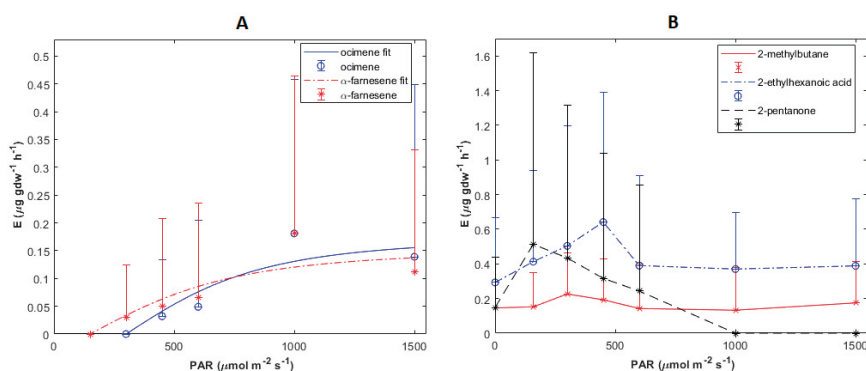 A
E (μg gdw⁻¹ h⁻¹)
0.5
0.45
0.4
0.35
0.3
0.25
0.2
0.15
0.1
0.05
0
0
500
1000
1500
PAR (μmol m⁻² s⁻¹)
ocimene fit
ocimene
α-farnesene fit
α-farnesene
B
E (μg gdw⁻¹ h⁻¹)
1.6
1.4
1.2
1
0.8
0.6
0.4
0.2
0
0
500
1000
1500
PAR (μmol m⁻² s⁻¹)
2-methylbutane
2-ethylhexanoic acid
2-pentanone